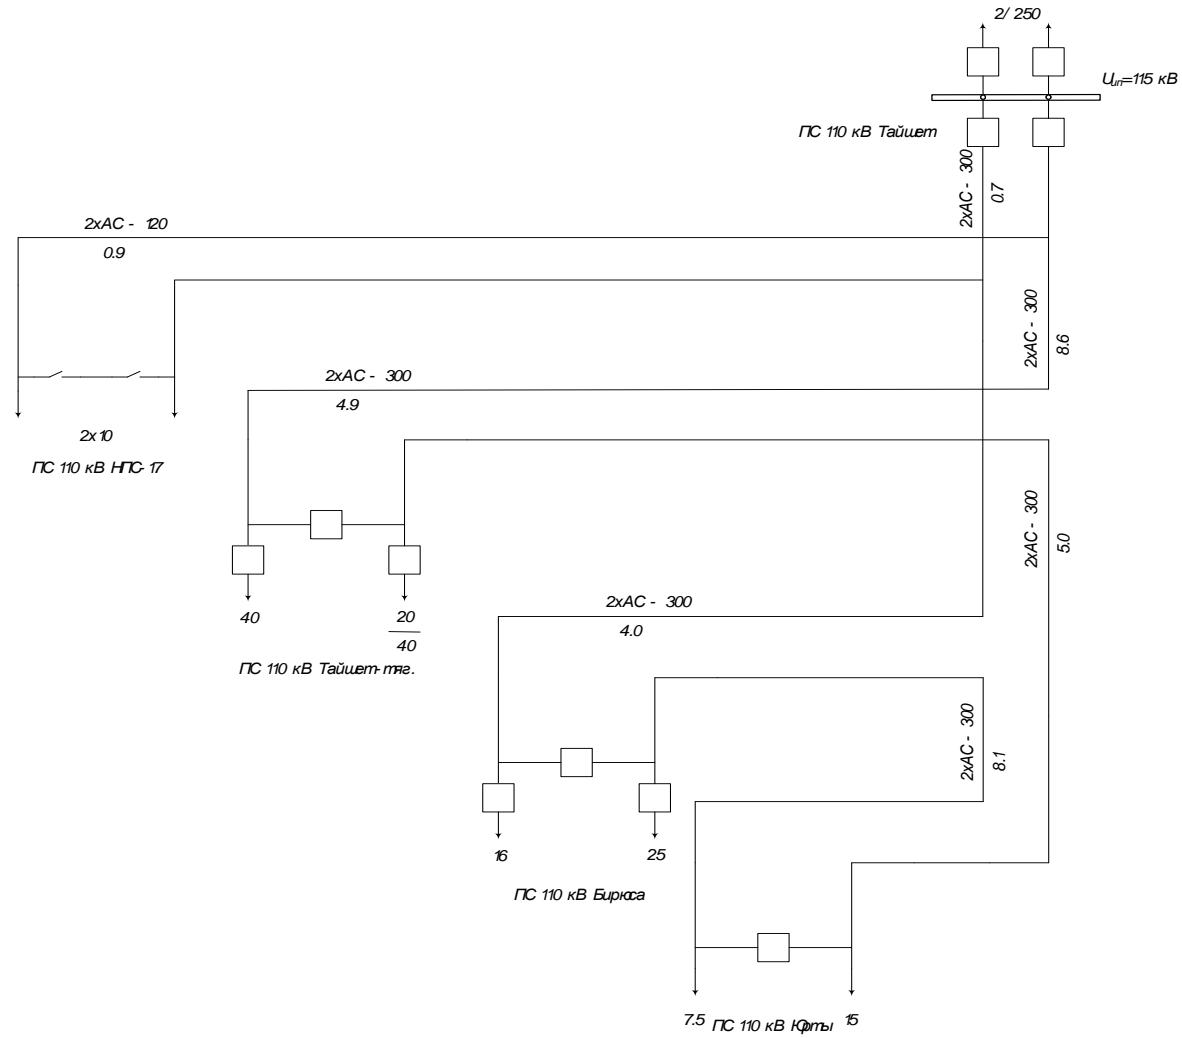 2/ 250
Uип=115 кВ
ПС 110 кВ Тайшет
2хАС - 300
0.7
2хАС - 120
0.9
2хАС - 300
8.6
2хАС - 300
4.9
2х10
ПС 110 кВ НПС-17
2хАС - 300
5.0
40
20
40
ПС 110 кВ Тайшет-тяг.
2хАС - 300
4.0
2хАС - 300
8.1
16
25
ПС 110 кВ Бирюса
7.5
ПС 110 кВ Юрты
15